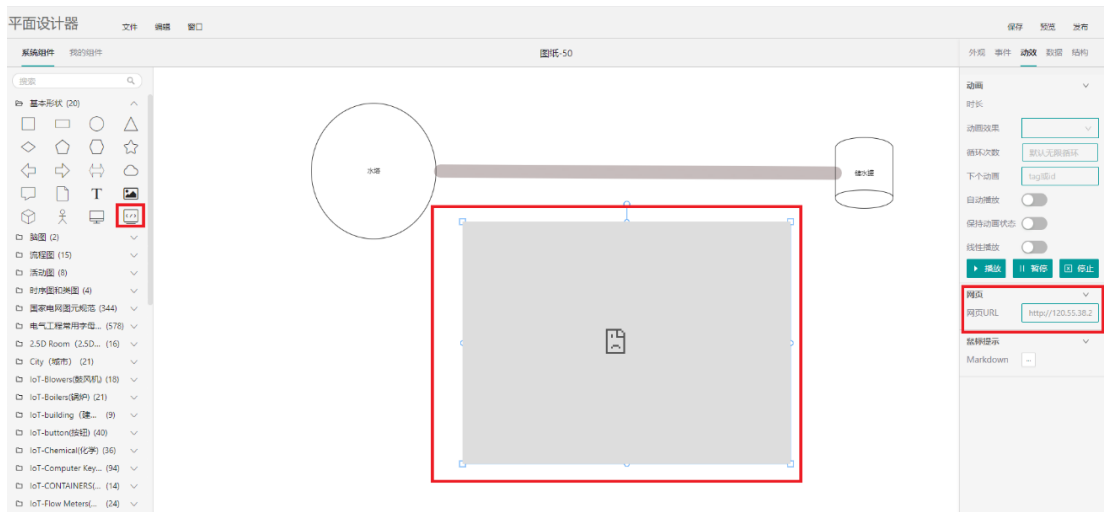 平面设计器 文件 编辑 窗口 保存 预览 发布
系统组件 我的组件 图纸-50 外观 事件 动效 数据 结构
搜索
基本形状 (20)
T
脑图 (2)
流程图 (15)
活动图 (8)
时序图和类图 (4)
国家电网图元规范 (344)
电气工程常用字母... (578)
2.5D Room (2.5D... (16)
City (城市) (21)
IoT-Blowers(鼓风机) (18)
IoT-Boilers(锅炉) (21)
IoT-building (建... (9)
IoT-button(按钮) (40)
IoT-Chemical(化学) (36)
IoT-Computer Key... (94)
IoT-CONTAINERS(... (14)
IoT-Flow Meters(... (24)
水塔
储水罐
动画
时长
动画效果
循环次数 默认无限循环
下个动画 tag或id
自动播放
保持动画状态
线性播放
播放 暂停 停止
网页
网页URL http://120.55.38.2
鼠标提示
Markdown ...